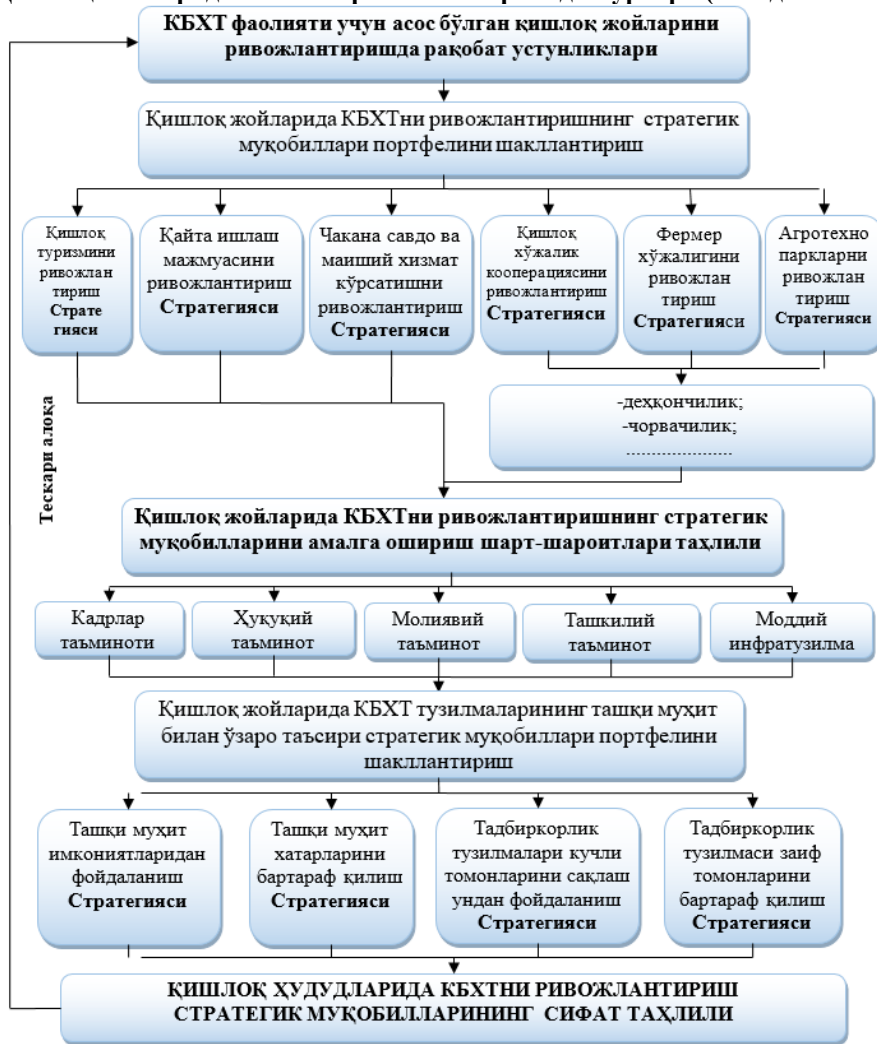 КБХТ фаолияти учун асос бўлган қишлоқ жойларини
ривожлантиришда рақобат устунликлари
Қишлоқ жойларида КБХТни ривожлантиришнинг стратегик
муқобиллари портфелини шакллантириш
Қишлоқ
туризмини
ривожлан
тириш
Страте
гияси
Қайта ишлаш
мажмуасини
ривожлантириш
Стратегияси
Чакана савдо ва
маиший хизмат
кўрсатишни
ривожлантириш
Стратегияси
Қишлоқ
хўжалик
кооперациясини
ривожлантириш
Стратегияси
Фермер
хўжалигини
ривожлан
тириш
Стратегияси
Агротехно
паркларни
ривожлан
тириш
Стратегияси
-деҳқончилик;
-чорвачилик;
.....................
Тескари алоқа
Қишлоқ жойларида КБХТни ривожлантиришнинг стратегик
муқобилларини амалга ошириш шарт-шароитлари таҳлили
Кадрлар
таъминоти
Ҳуқуқий
таъминот
Молиявий
таъминот
Ташкилий
таъминот
Моддий
инфратузилма
Қишлоқ жойларида КБХТ тузилмаларининг ташқи муҳит
билан ўзаро таъсири стратегик муқобиллари портфелини
шакллантириш
Ташқи муҳит
имкониятларидан
фойдаланиш
Стратегияси
Ташқи муҳит
хатарларини
бартараф қилиш
Стратегияси
Тадбиркорлик
тузилмалари кучли
томонларини сақлаш
ундан фойдаланиш
Стратегияси
Тадбиркорлик
тузилмаси заиф
томонларини
бартараф қилиш
Стратегияси
ҚИШЛОҚ ҲУДУДЛАРИДА КБХТНИ РИВОЖЛАНТИРИШ
СТРАТЕГИК МУҚОБИЛЛАРИНИНГ СИФАТ ТАҲЛИЛИ